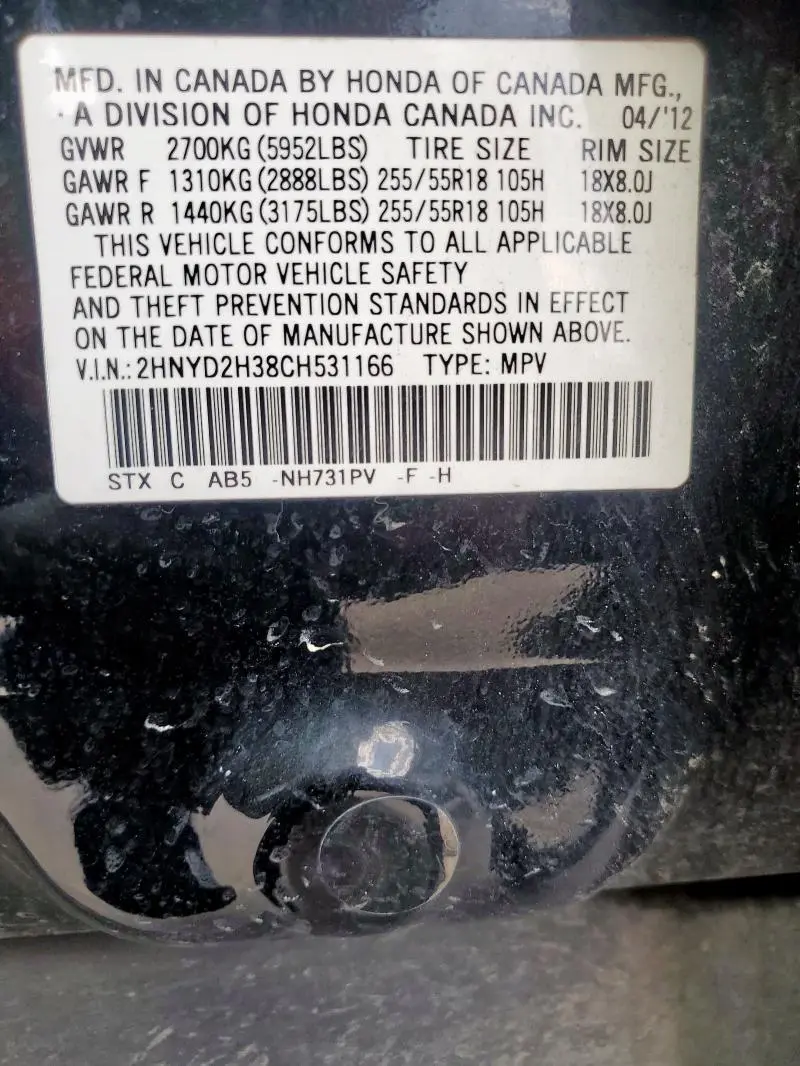 MFD. IN CANADA BY HONDA OF CANADA MFG.,
A DIVISION OF HONDA CANADA INC. 04/'12
GVWR 2700KG (5952LBS) TIRE SIZE RIM SIZE
GAWR F 1310KG (2888LBS) 255/55R18 105H 18X8.0J
GAWR R 1440KG (3175LBS) 255/55R18 105H 18X8.0J
THIS VEHICLE CONFORMS TO ALL APPLICABLE
FEDERAL MOTOR VEHICLE SAFETY
AND THEFT PREVENTION STANDARDS IN EFFECT
ON THE DATE OF MANUFACTURE SHOWN ABOVE.
V.I.N.: 2HNYD2H38CH531166 TYPE: MPV
STX C AB5 -NH731PV -F -H